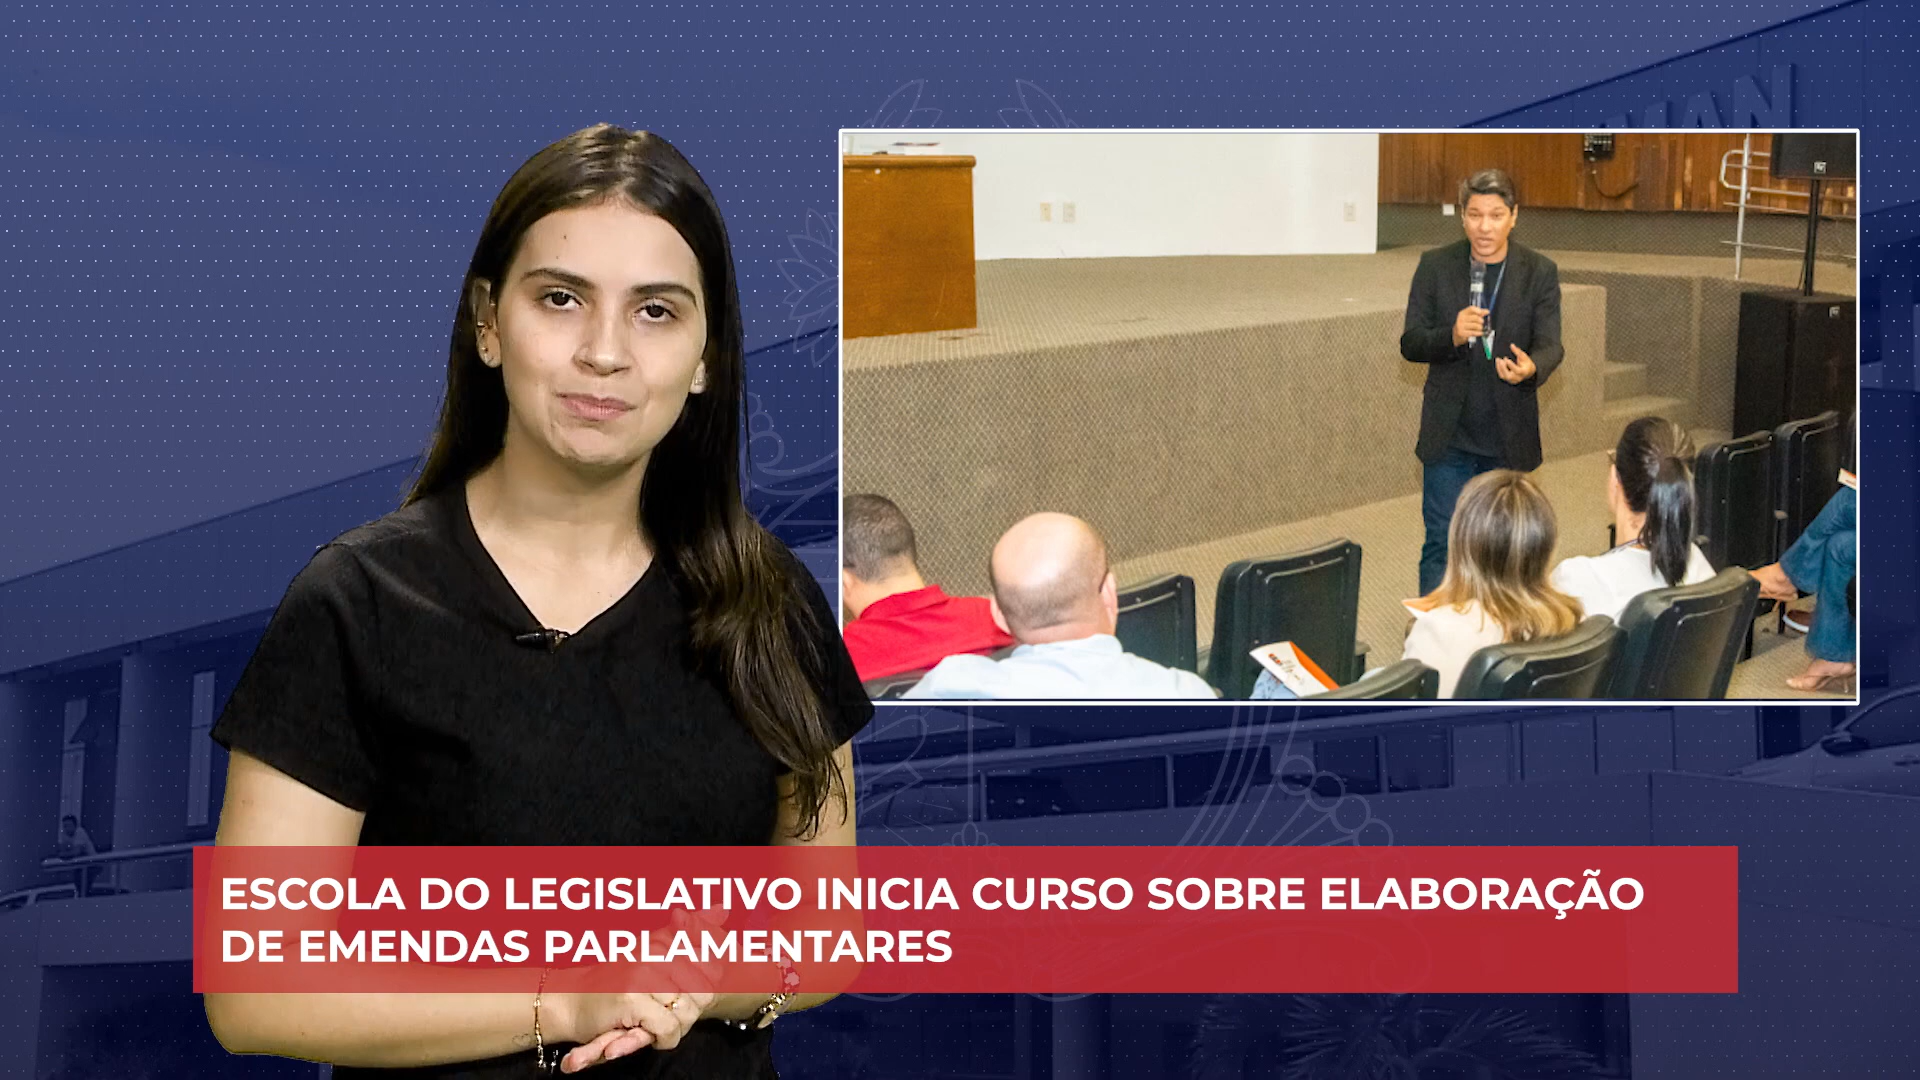 ESCOLA DO LEGISLATIVO INICIA CURSO SOBRE ELABORAÇÃO
DE EMENDAS PARLAMENTARES